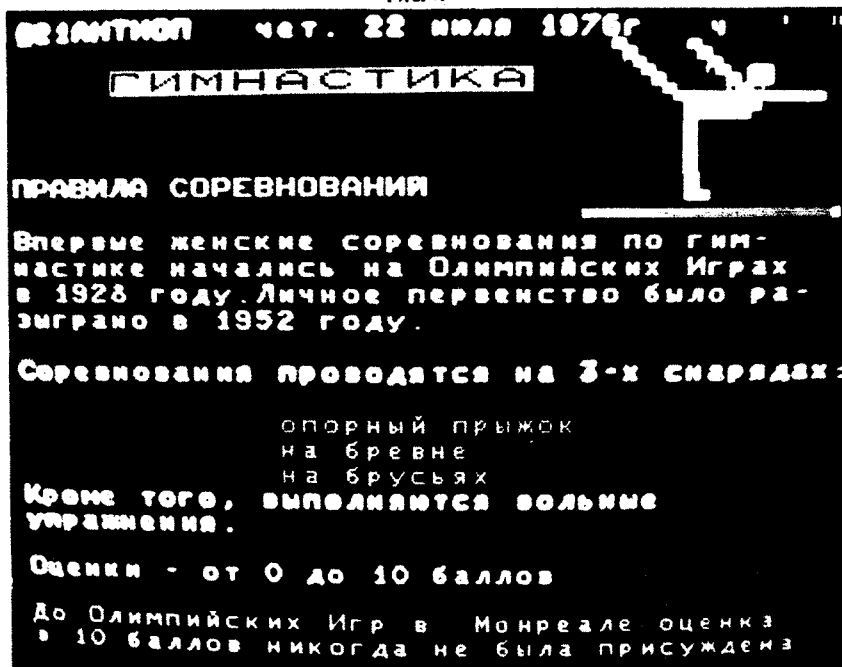 АНТИОП чет. 22 июля 1976г ч
ГИМНАСТИКА
ПРАВИЛА СОРЕВНОВАНИЯ
Впервые женские соревнования по гим-
настике начались на Олимпийских Играх
в 1928 году.Личное первенство было ра-
зыграно в 1952 году.
Соревнования проводятся на 3-х снарядах:
опорный прыжок
на бревне
на брусьях
Кроме того, выполняются вольные
упражнения.
Оценки - от 0 до 10 баллов
До Олимпийских Игр в Монреале оценка
в 10 баллов никогда не была присуждена